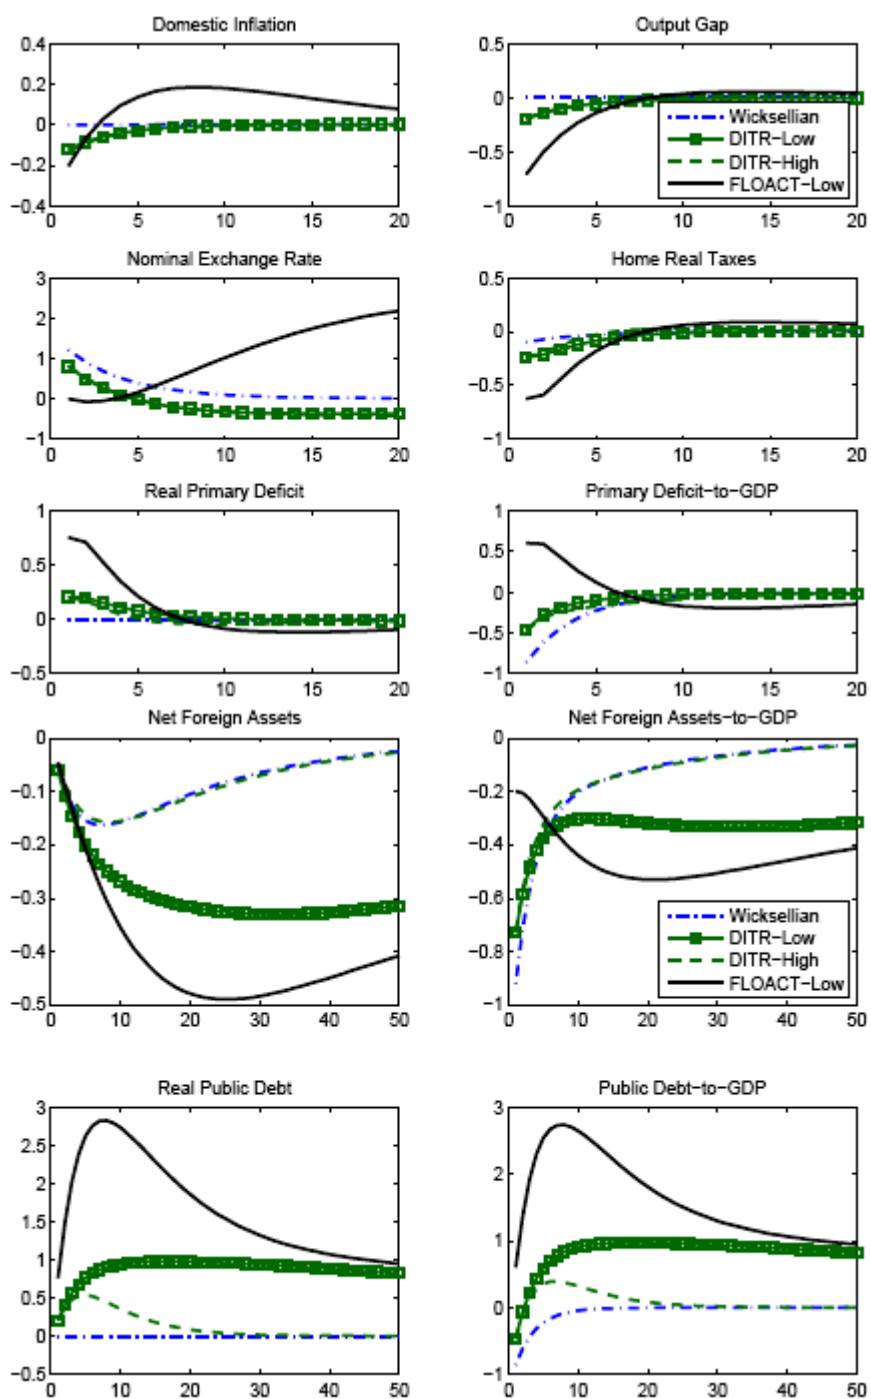 Domestic Inflation
0.4
0.2
0
−0.2
0.4
0 5 10 15 20
Output Gap
0.5
0
−0.5
−1
Wicksellian
DITR−Low
DITR−High
FLOACT−Low
0 5 10 15 20
Nominal Exchange Rate
3
2
1
0
−1
0 5 10 15 20
Home Real Taxes
0.5
0
−0.5
−1
0 5 10 15 20
Real Primary Deficit
1
0.5
0
−0.5
0 5 10 15 20
Primary Deficit−to−GDP
1
0.5
0
−0.5
−1
0 5 10 15 20
Net Foreign Assets
0
−0.1
−0.2
−0.3
−0.4
−0.5
0 10 20 30 40 50
Net Foreign Assets−to−GDP
0
−0.2
−0.4
−0.6
−0.8
−1
Wicksellian
DITR−Low
DITR−High
FLOACT−Low
0 10 20 30 40 50
Real Public Debt
3
2.5
2
1.5
1
0.5
0
−0.5
0 10 20 30 40 50
Public Debt−to−GDP
3
2
1
0
−1
0 10 20 30 40 50